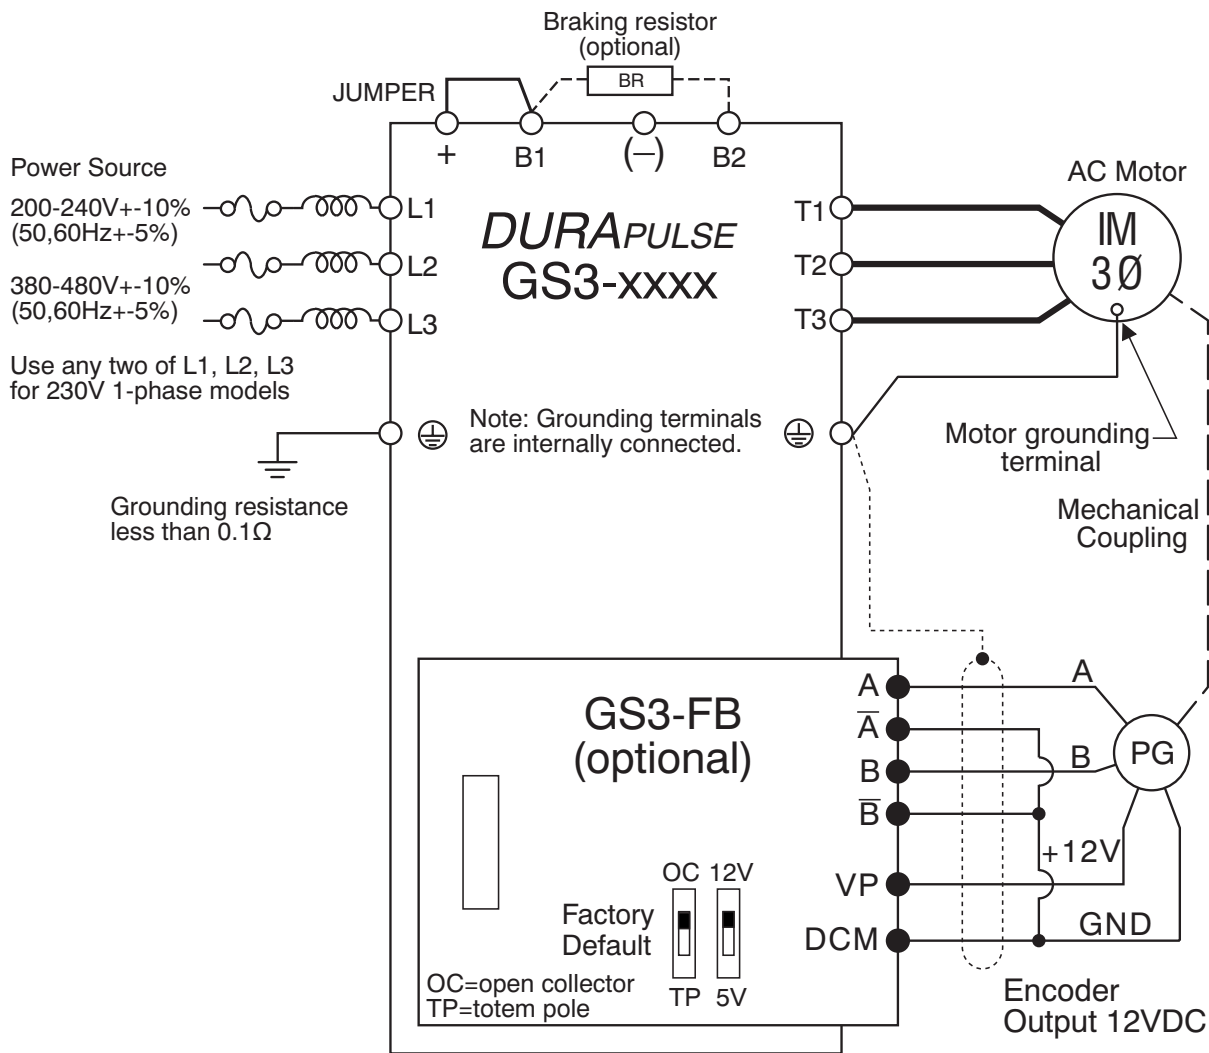 Braking resistor
(optional)
BR
JUMPER
+
B1
(—)
B2
Power Source
200-240V+-10%
(50,60Hz+-5%)
380-480V+-10%
(50,60Hz+-5%)
Use any two of L1, L2, L3
for 230V 1-phase models
L1
L2
L3
DURAPULSE
GS3-xxxx
T1
T2
T3
AC Motor
IM
3Ø
Note: Grounding terminals
are internally connected.
Motor grounding
terminal
Grounding resistance
less than 0.1Ω
Mechanical
Coupling
GS3-FB
(optional)
A
A̅
B
B̅
VP
DCM
A
B
PG
+12V
GND
OC 12V
Factory
Default
TP 5V
OC=open collector
TP=totem pole
Encoder
Output 12VDC